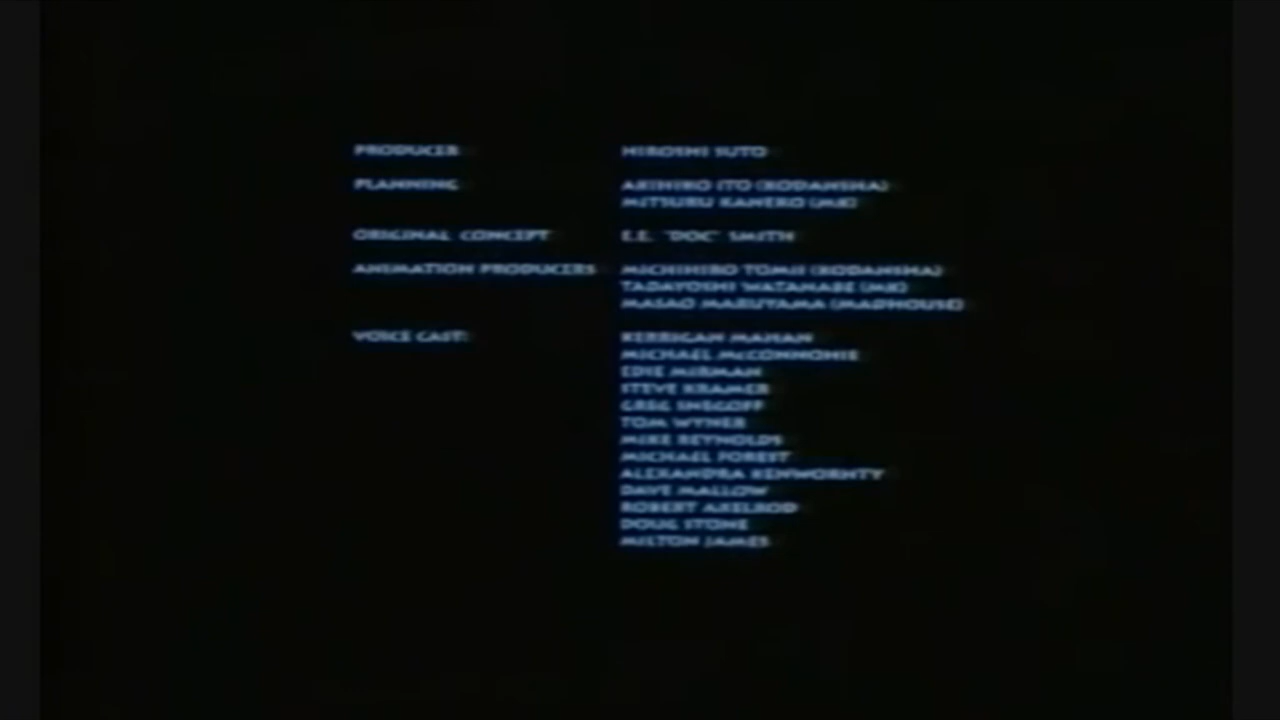 PRODUCER HIROSHI SUTO
PLANNING AKIHIRO ITO (KODANSHA)
MITSURU KANEKO (MK)
ORIGINAL CONCEPT E.E. "DOC" SMITH
ANIMATION PRODUCERS MICHIHIRO TOMII (KODANSHA)
TADAYOSHI WATANABE (MK)
MASAO MARUYAMA (MADHOUSE)
VOICE CAST: KERRIGAN MAHAN
MICHAEL McCONNOHIE
EDIE MIRMAN
STEVE KRAMER
GREG SNEGOFF
TOM WYNER
MIKE REYNOLDS
MICHAEL FOREST
ALEXANDRA KENWORHTY
DAVE MALLOW
ROBERT AXELROD
DOUG STONE
MILTON JAMES